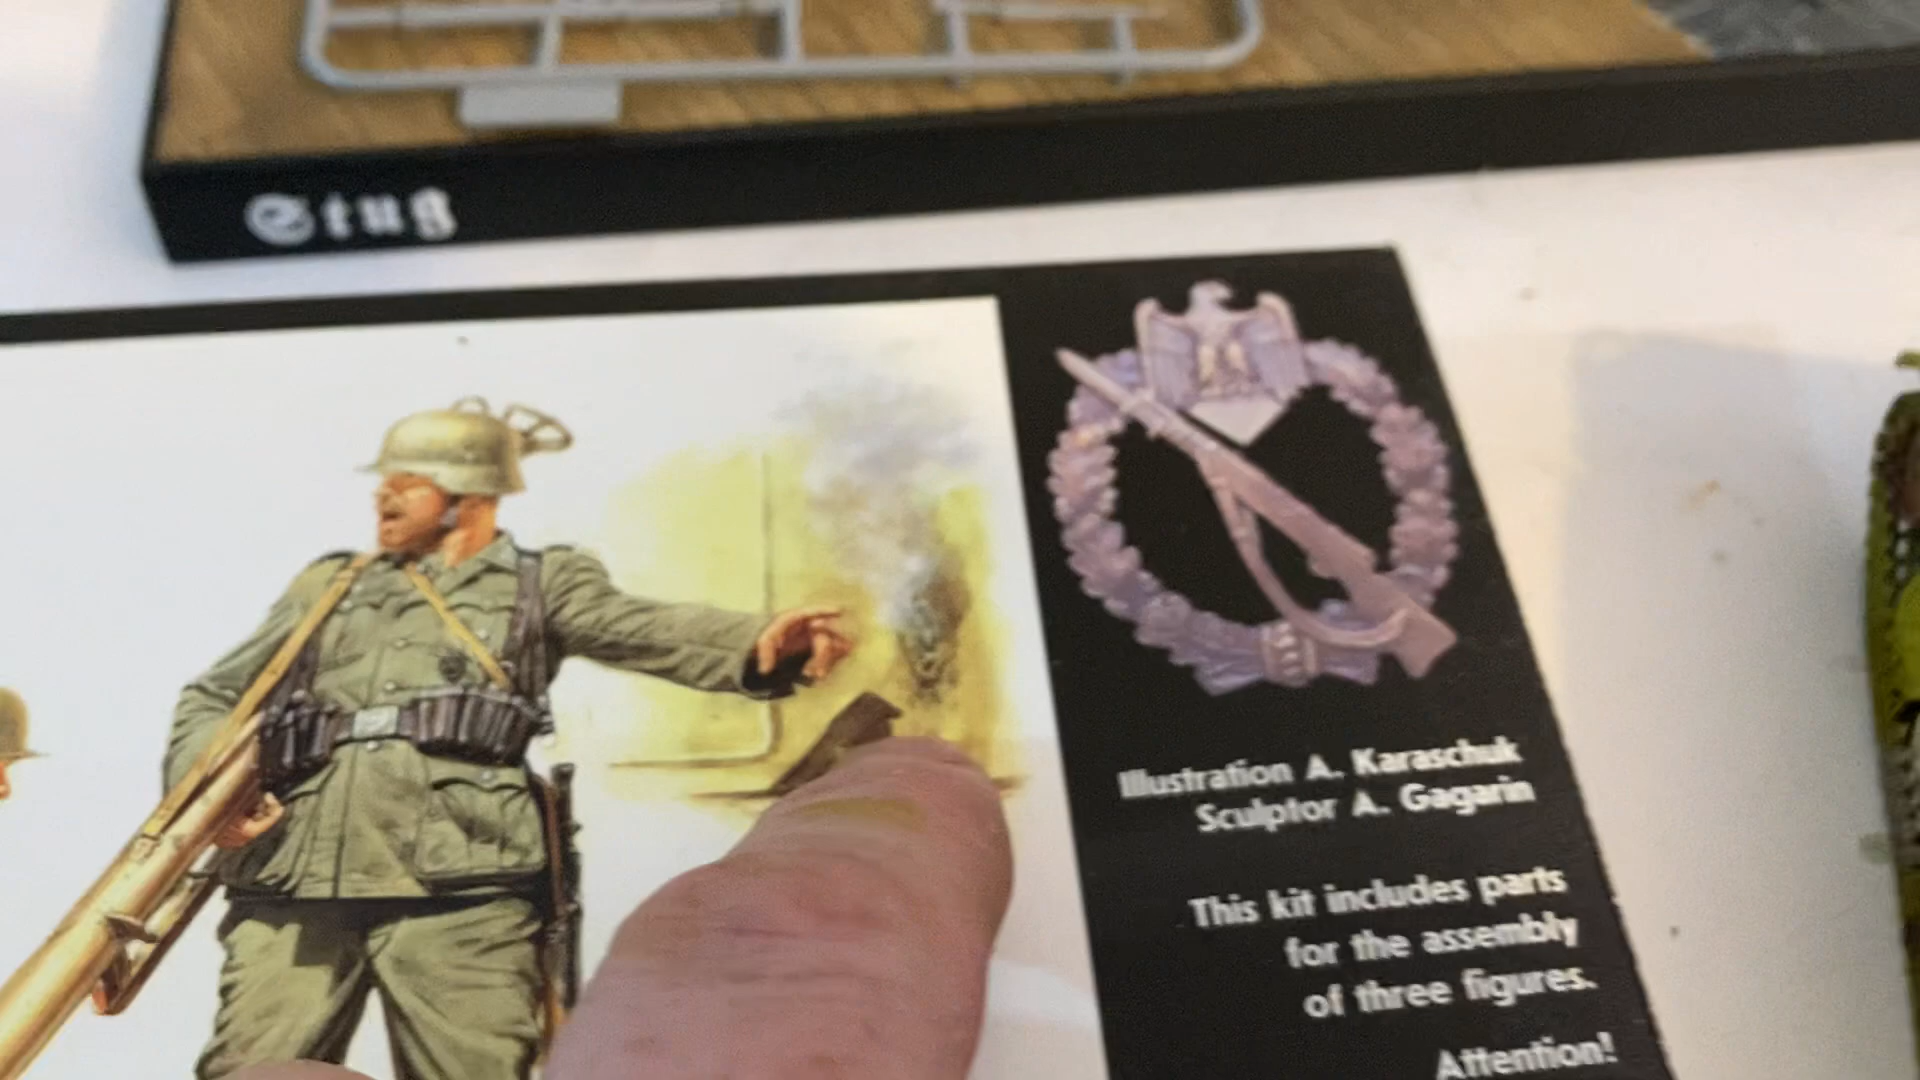 Stug
Illustration A. Karaschuk
Sculptor A. Gagarin
This kit includes parts
for the assembly
of three figures.
Attention!